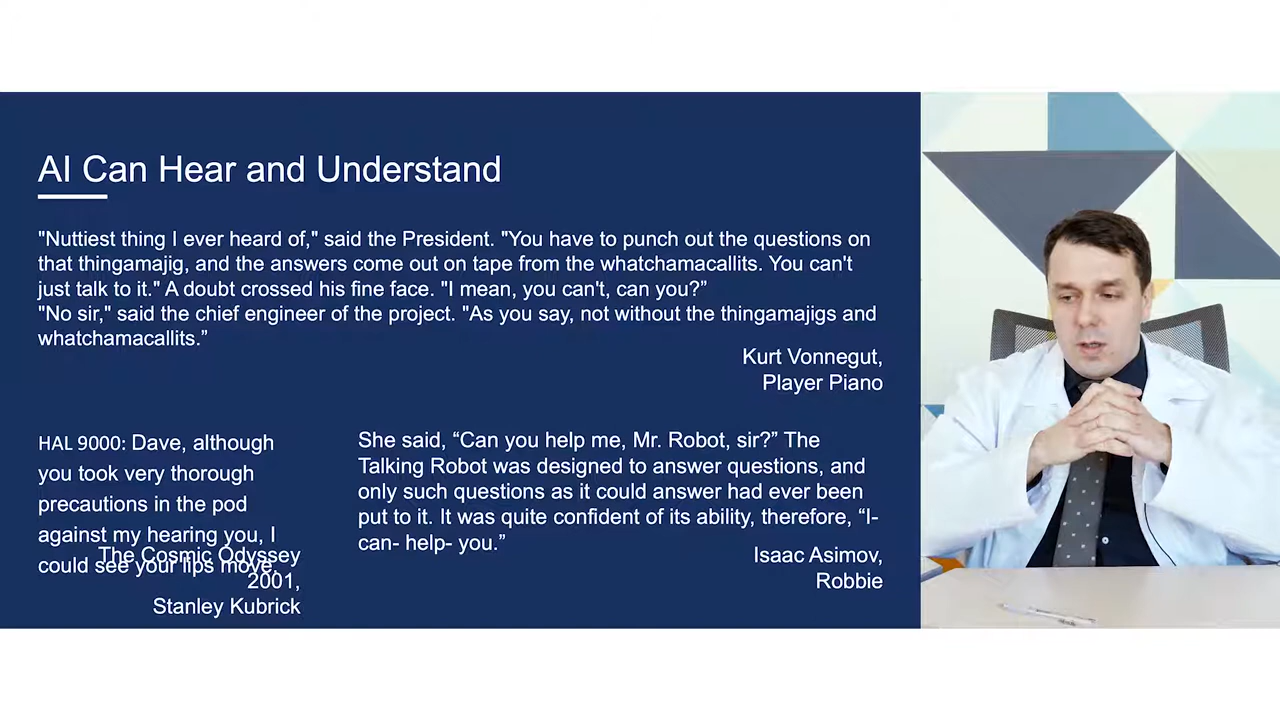 AI Can Hear and Understand
"Nuttiest thing I ever heard of," said the President. "You have to punch out the questions on
that thingamajig, and the answers come out on tape from the whatchamacallits. You can't
just talk to it." A doubt crossed his fine face. "I mean, you can't, can you?”
"No sir," said the chief engineer of the project. "As you say, not without the thingamajigs and
whatchamacallits.”
Kurt Vonnegut,
Player Piano
HAL 9000: Dave, although
you took very thorough
precautions in the pod
against my hearing you, I
could see your lips move.
The Cosmic Odyssey
2001,
Stanley Kubrick
She said, “Can you help me, Mr. Robot, sir?” The
Talking Robot was designed to answer questions, and
only such questions as it could answer had ever been
put to it. It was quite confident of its ability, therefore, “I-
can- help- you.”
Isaac Asimov,
Robbie